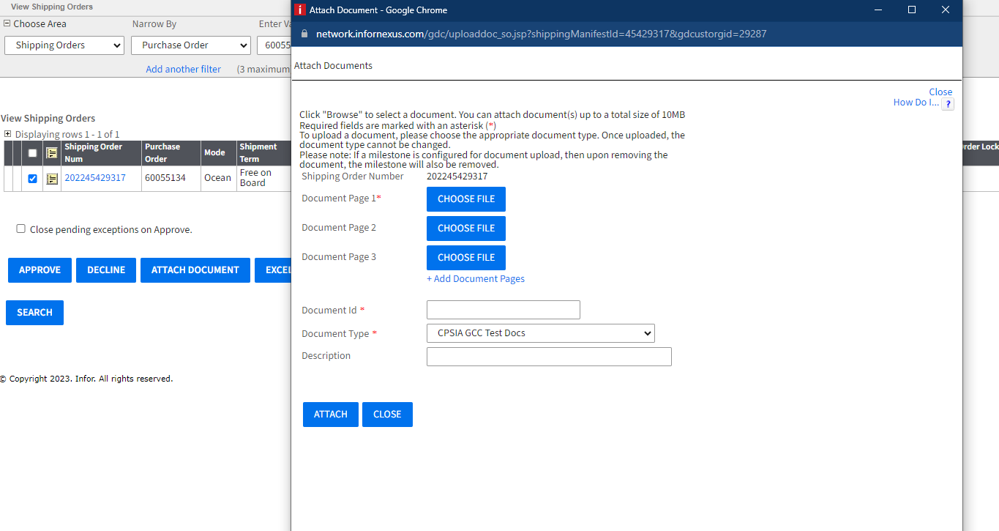 View Shipping Orders
Choose Area
Narrow By
Enter Va
Shipping Orders
Purchase Order
60055
Add another filter
(3 maximum
View Shipping Orders
Displaying rows 1 - 1 of 1
Shipping Order Num
Purchase Order
Mode
Shipment Term
202245429317
60055134
Ocean
Free on Board
Close pending exceptions on Approve.
APPROVE
DECLINE
ATTACH DOCUMENT
EXCEL
SEARCH
© Copyright 2023. Infor. All rights reserved.
Attach Document - Google Chrome
network.infornexus.com/gdc/uploaddoc_so.jsp?shippingManifestId=45429317&gdcustorgid=29287
Attach Documents
Close
How Do I... ?
Click "Browse" to select a document. You can attach document(s) up to a total size of 10MB
Required fields are marked with an asterisk (*)
To upload a document, please choose the appropriate document type. Once uploaded, the
document type cannot be changed.
Please note: If a milestone is configured for document upload, then upon removing the
document, the milestone will also be removed.
Shipping Order Number 202245429317
Document Page 1* CHOOSE FILE
Document Page 2 CHOOSE FILE
Document Page 3 CHOOSE FILE
+ Add Document Pages
Document Id *
Document Type * CPSIA GCC Test Docs
Description
ATTACH CLOSE
rder Lock